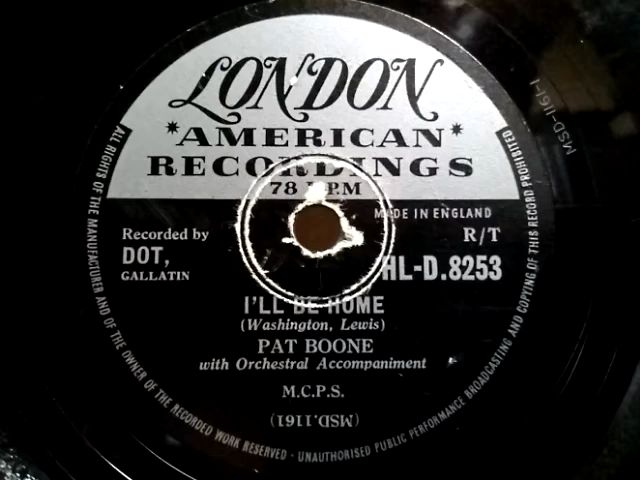 LONDON
*AMERICAN*
RECORDINGS
78 RPM
MADE IN ENGLAND
Recorded by
DOT,
GALLATIN
R/T
HL-D.8253
I'LL BE HOME
(Washington, Lewis)
PAT BOONE
with Orchestral Accompaniment
M.C.P.S.
(MSD.1161)
ALL RIGHTS OF THE MANUFACTURER AND OF THE OWNER OF THE RECORDED WORK RESERVED - UNAUTHORISED PUBLIC PERFORMANCE BROADCASTING AND COPYING OF THIS RECORD PROHIBITED
MSD-1161-1